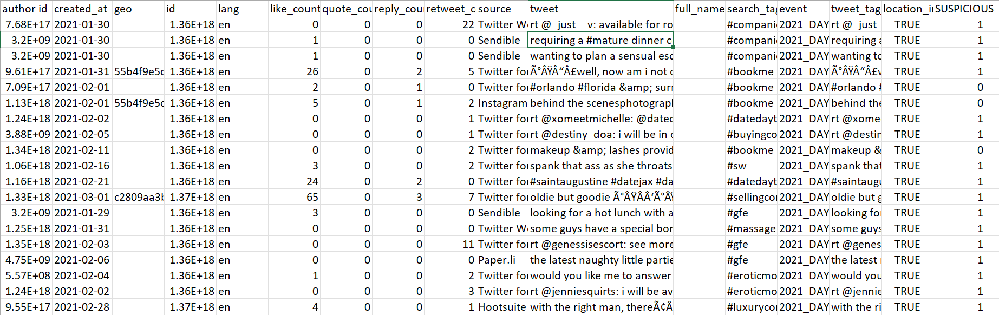 author id created_at geo id lang like_count quote_cou reply_cou retweet_c source tweet full_name search_tag event tweet_tag location_i SUSPICIOUS
7.68E+17 2021-01-30 1.36E+18 en 0 0 0 22 Twitter W rt @_just__v: available for ro #compani 2021_DAY rt @_just_ TRUE 1
3.2E+09 2021-01-30 1.36E+18 en 1 0 0 0 Sendible requiring a #mature dinner c #compani 2021_DAY requiring a TRUE 1
3.2E+09 2021-01-30 1.36E+18 en 1 0 0 0 Sendible wanting to plan a sensual esc #compani 2021_DAY wanting to TRUE 1
9.61E+17 2021-01-31 55b4f9e5c 1.36E+18 en 26 0 2 5 Twitter fo Ã°ÂŸÂ“Â£well, now am i not c #bookme 2021_DAY Ã°ÂŸÂ“Â£v TRUE 1
7.09E+17 2021-02-01 1.36E+18 en 2 0 1 0 Twitter fo #orlando #florida &amp; surr #bookme 2021_DAY #orlando # TRUE 0
1.13E+18 2021-02-01 55b4f9e5c 1.36E+18 en 5 0 1 2 Instagram behind the scenesphotograpl #bookme 2021_DAY behind the TRUE 0
1.24E+18 2021-02-02 1.36E+18 en 0 0 0 1 Twitter fo rt @xomeetmichelle: @datec #datedayt 2021_DAY rt @xome TRUE 1
3.88E+09 2021-02-05 1.36E+18 en 0 0 0 1 Twitter fo rt @destiny_doa: i will be in c #buyingco 2021_DAY rt @destin TRUE 1
1.34E+18 2021-02-11 1.36E+18 en 0 0 0 2 Twitter fo makeup &amp; lashes provid #bookme 2021_DAY makeup & TRUE 0
1.06E+18 2021-02-16 1.36E+18 en 3 0 0 2 Twitter fo spank that ass as she throats #sw 2021_DAY spank that TRUE 1
1.16E+18 2021-02-21 1.36E+18 en 24 0 2 0 Twitter fo #saintaugustine #datejax #da #datedayt 2021_DAY #saintaugu TRUE 1
1.33E+18 2021-03-01 c2809aa3b 1.37E+18 en 65 0 3 7 Twitter fo oldie but goodie #sellingco 2021_DAY oldie but g TRUE 1
3.2E+09 2021-01-29 1.36E+18 en 3 0 0 0 Sendible looking for a hot lunch with a #gfe 2021_DAY looking fo TRUE 1
1.25E+18 2021-01-31 1.36E+18 en 0 0 0 0 Twitter W some guys have a special bor #massage 2021_DAY some guys TRUE 1
1.35E+18 2021-02-03 1.36E+18 en 0 0 0 11 Twitter fo rt @genessisescort: see more #gfe 2021_DAY rt @genes TRUE 1
4.75E+09 2021-02-06 1.36E+18 en 0 0 0 0 Paper.li the latest naughty little partie #gfe 2021_DAY the latest TRUE 1
5.57E+08 2021-02-04 1.36E+18 en 1 0 0 2 Twitter fo would you like me to answer #eroticmo 2021_DAY would you TRUE 1
1.24E+18 2021-02-02 1.36E+18 en 0 0 0 3 Twitter fo rt @jenniesquirts: i will be av #eroticmo 2021_DAY rt @jennie TRUE 1
9.55E+17 2021-02-28 1.37E+18 en 4 0 0 1 Hootsuite with the right man, thereÃ¢Â #luxuryco 2021_DAY with the ri TRUE 1